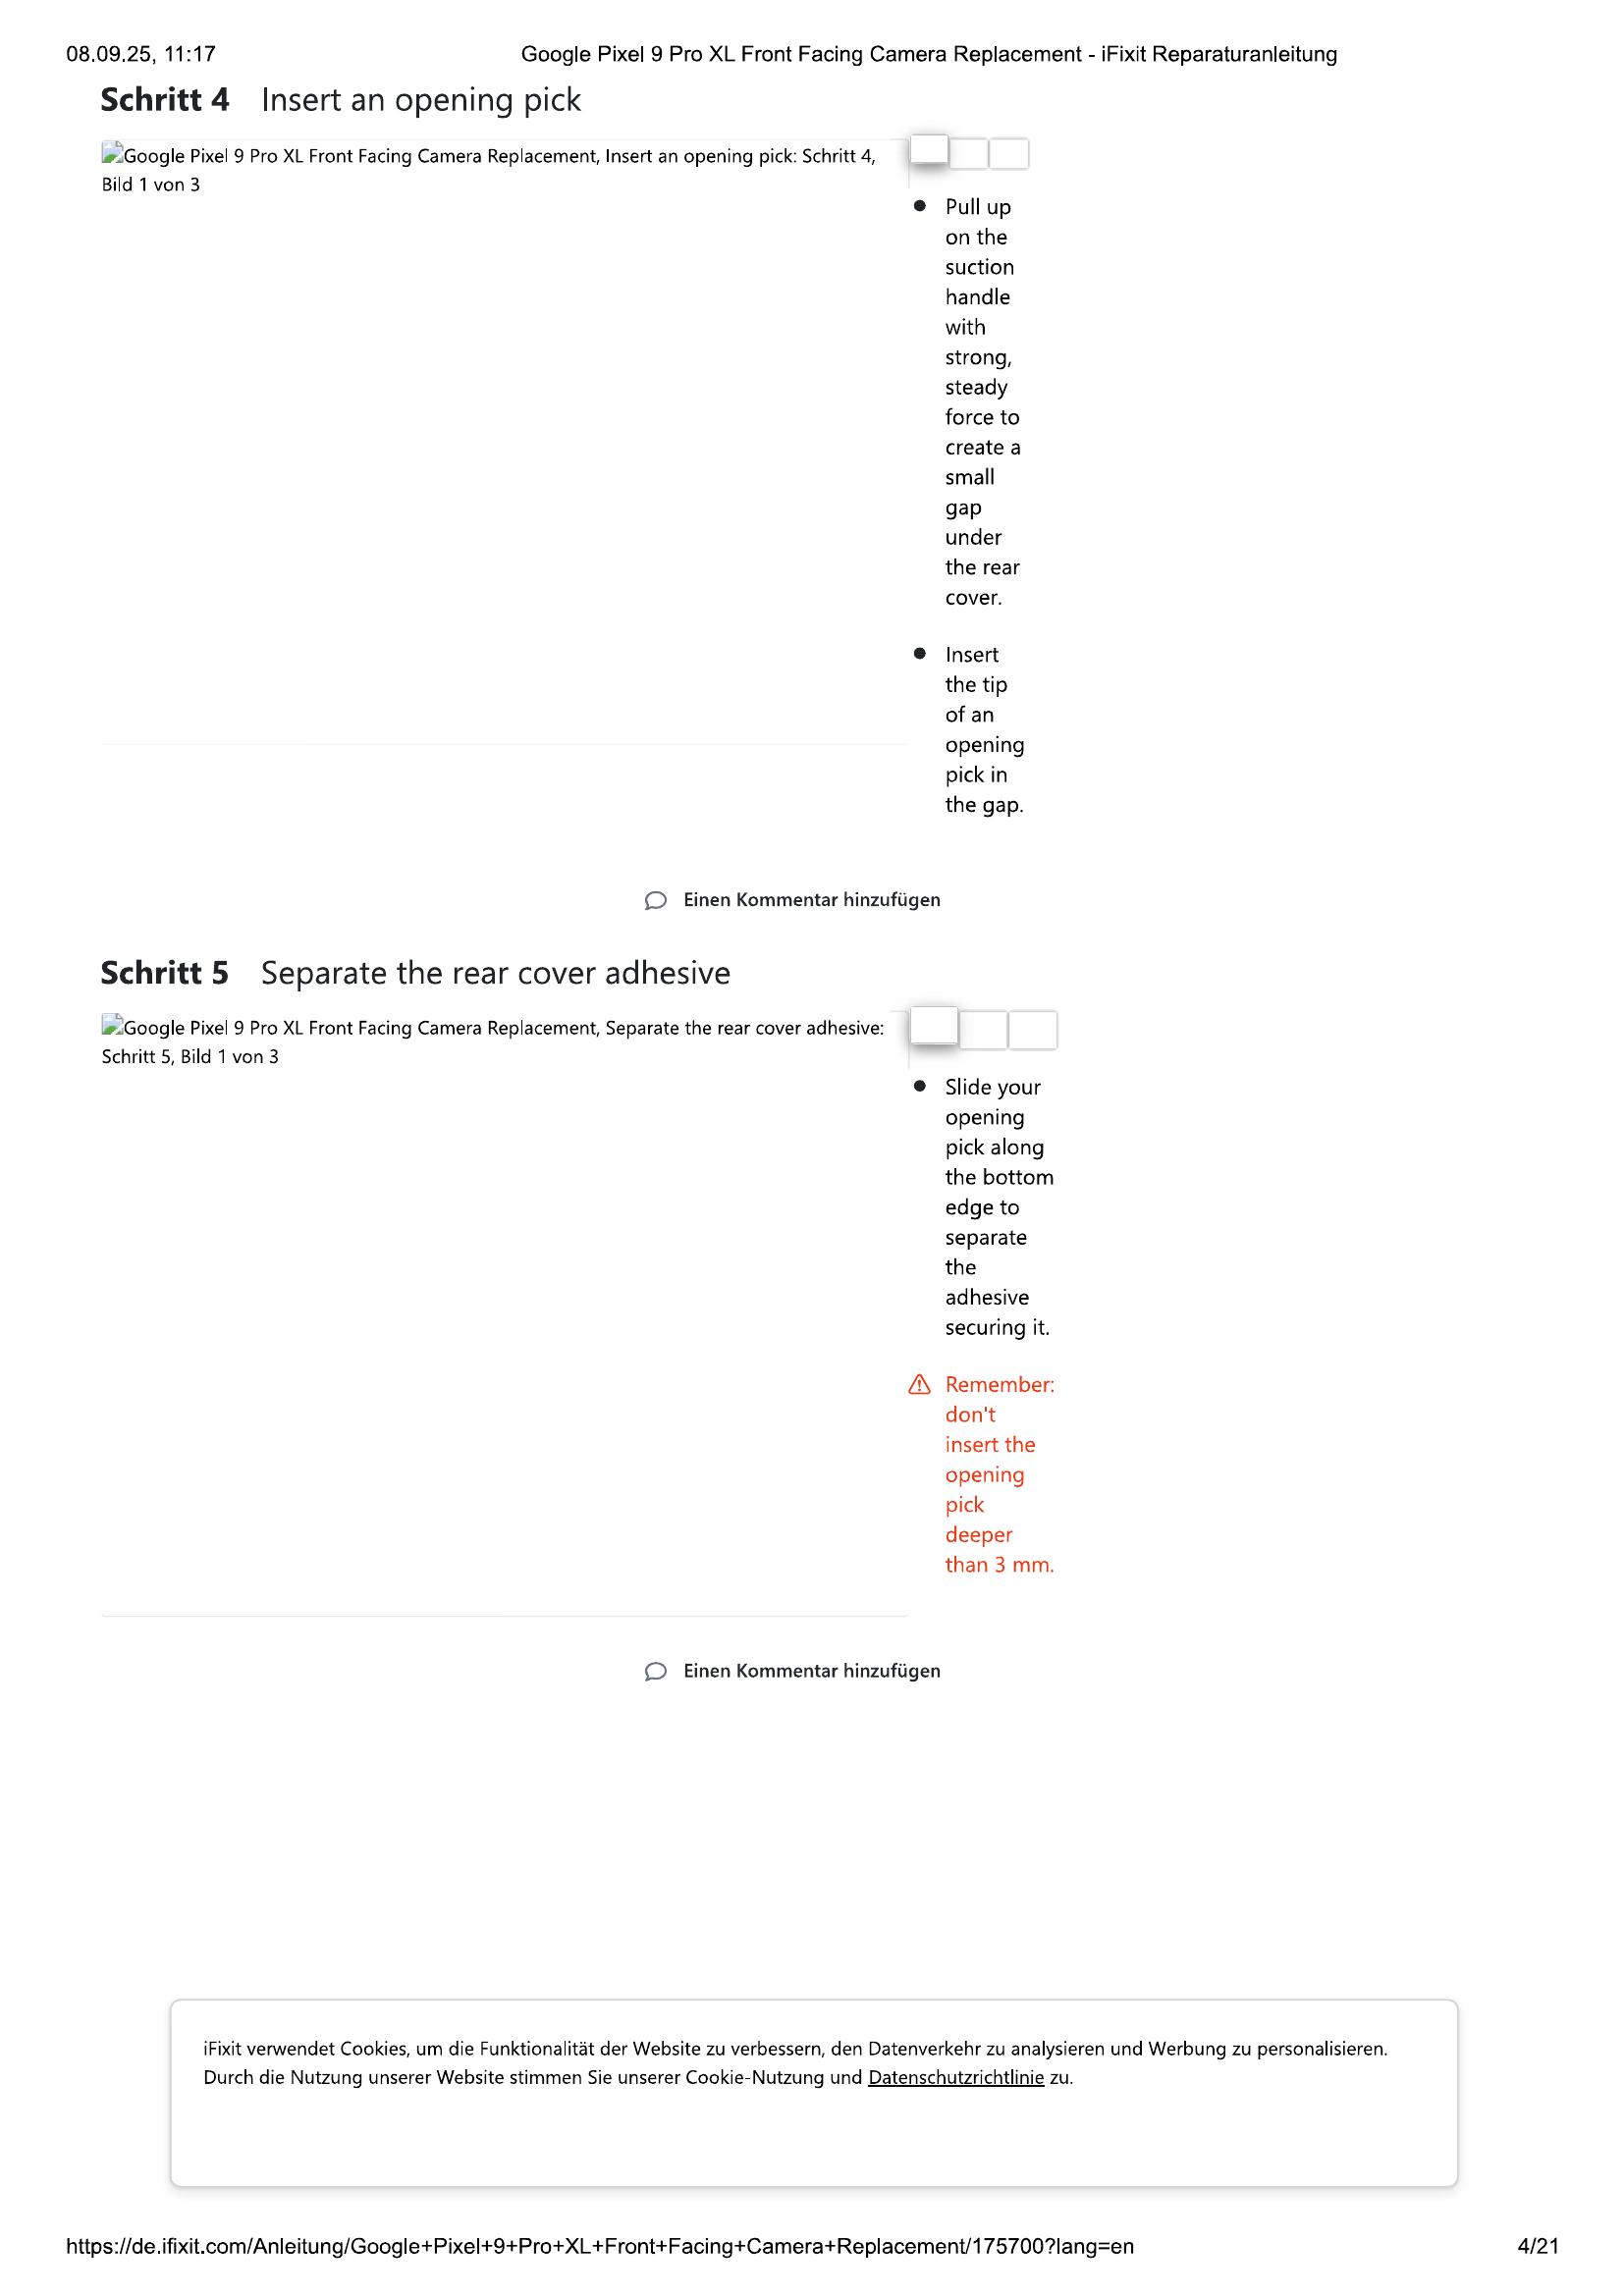 08.09.25, 11:17
Google Pixel 9 Pro XL Front Facing Camera Replacement - iFixit Reparaturanleitung
Schritt 4 Insert an opening pick
Google Pixel 9 Pro XL Front Facing Camera Replacement, Insert an opening pick: Schritt 4,
Bild 1 von 3
Pull up
on the
suction
handle
with
strong,
steady
force to
create a
small
gap
under
the rear
cover.
Insert
the tip
of an
opening
pick in
the gap.
Einen Kommentar hinzufügen
Schritt 5 Separate the rear cover adhesive
Google Pixel 9 Pro XL Front Facing Camera Replacement, Separate the rear cover adhesive:
Schritt 5, Bild 1 von 3
Slide your
opening
pick along
the bottom
edge to
separate
the
adhesive
securing it.
Remember:
don't
insert the
opening
pick
deeper
than 3 mm.
Einen Kommentar hinzufügen
iFixit verwendet Cookies, um die Funktionalität der Website zu verbessern, den Datenverkehr zu analysieren und Werbung zu personalisieren.
Durch die Nutzung unserer Website stimmen Sie unserer Cookie-Nutzung und Datenschutzrichtlinie zu.
https://de.ifixit.com/Anleitung/Google+Pixel+9+Pro+XL+Front+Facing+Camera+Replacement/175700?lang=en
4/21